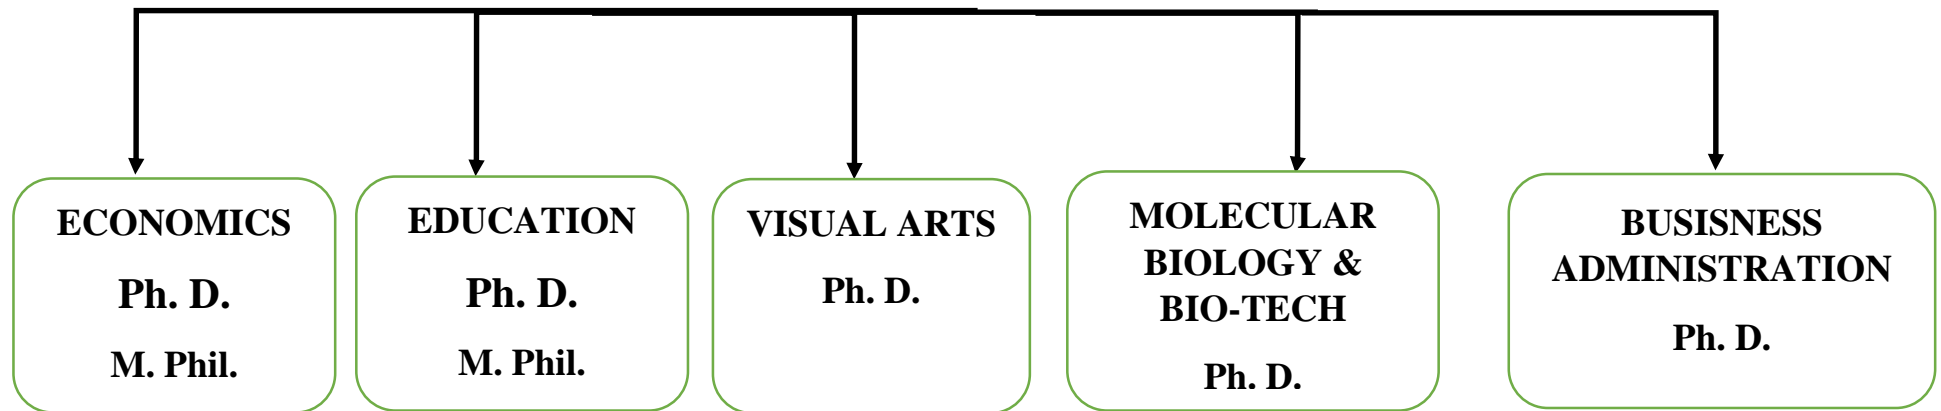 ECONOMICS
Ph. D.
M. Phil.
EDUCATION
Ph. D.
M. Phil.
VISUAL ARTS
Ph. D.
MOLECULAR
BIOLOGY &
BIO-TECH
Ph. D.
BUSISNESS
ADMINISTRATION
Ph. D.